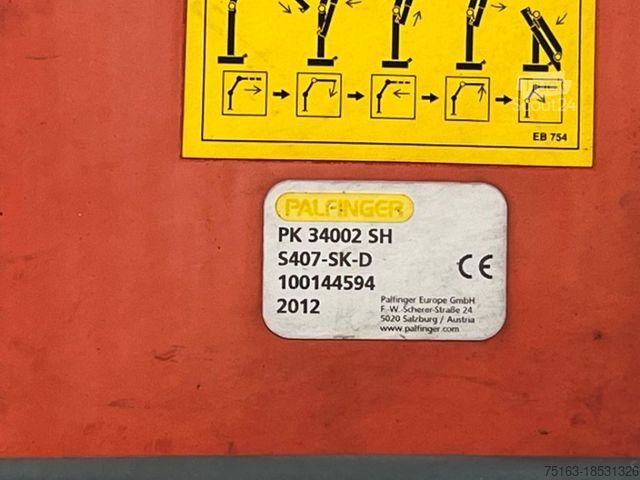 Scout24
EB 754
PALFINGER
PK 34002 SH
S407-SK-D
100144594
2012
CE
Palfinger Europe GmbH
F.-W.-Scherer-Straße 24
5020 Salzburg / Austria
www.palfinger.com
75163-18531326